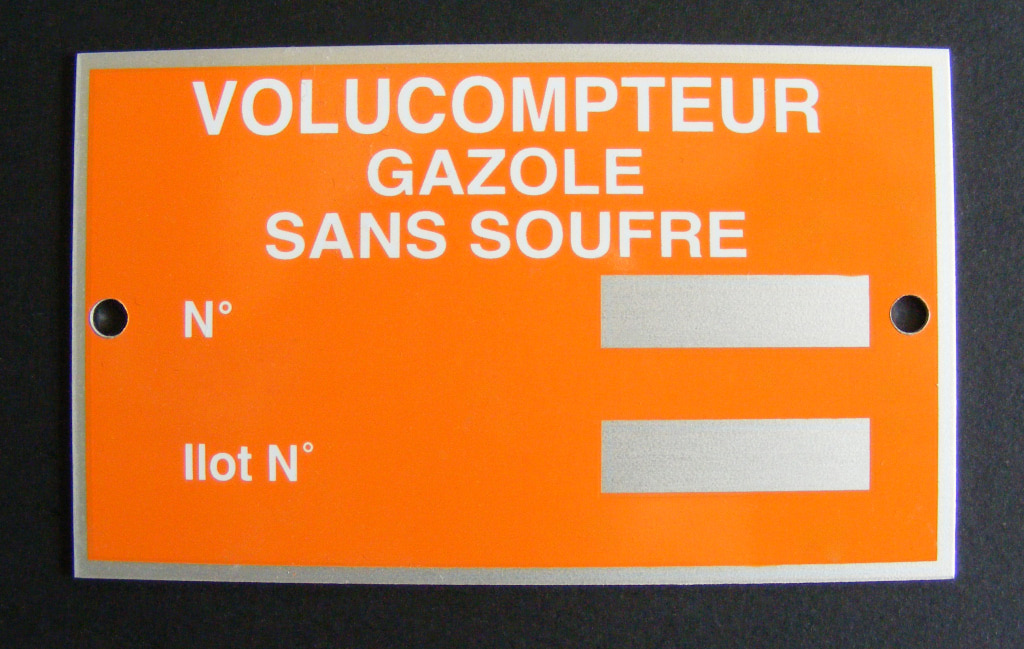 VOLUCOMPTEUR
GAZOLE
SANS SOUFRE
N°
Ilot N°